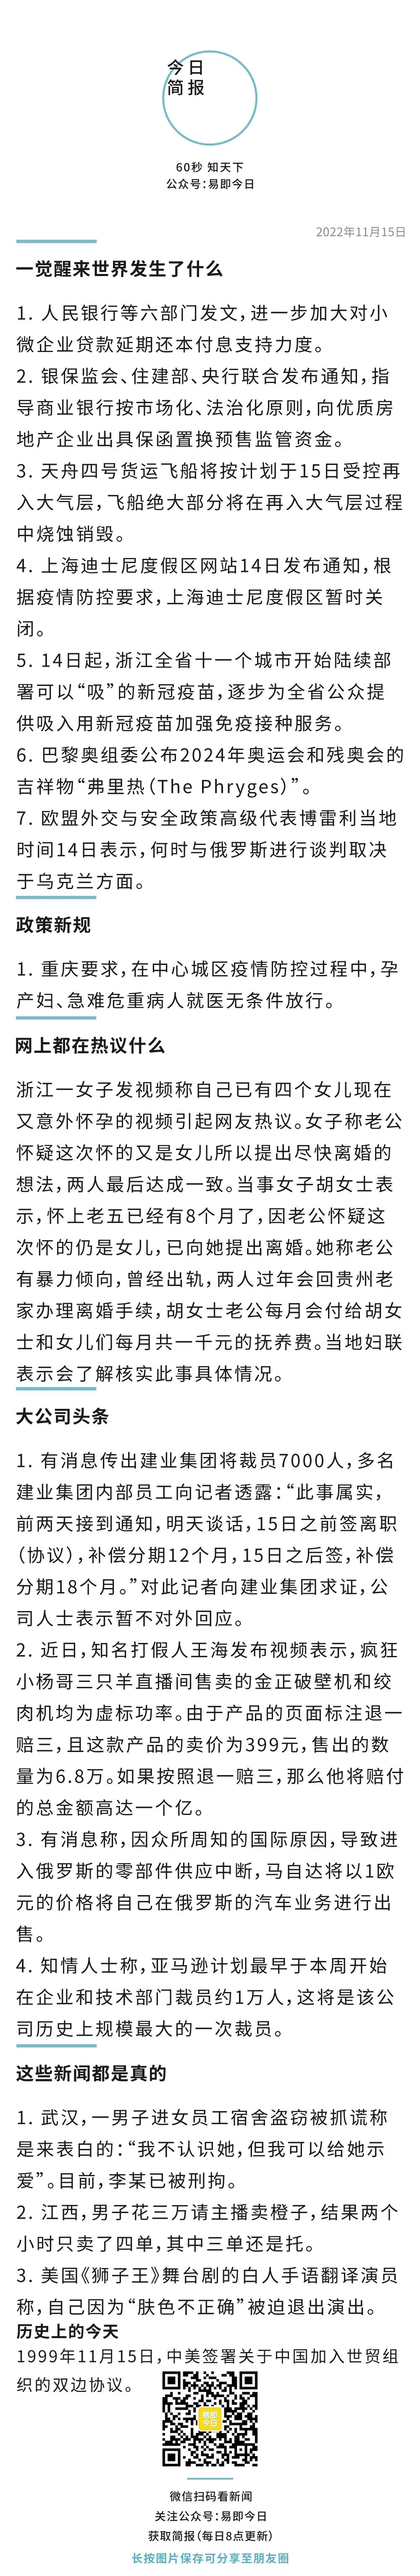 今日
简报
60秒 知天下
公众号：易即今日
2022年11月15日
一觉醒来世界发生了什么
1. 人民银行等六部门发文，进一步加大对小
微企业贷款延期还本付息支持力度。
2. 银保监会、住建部、央行联合发布通知，指
导商业银行按市场化、法治化原则，向优质房
地产企业出具保函置换预售监管资金。
3. 天舟四号货运飞船将按计划于15日受控再
入大气层，飞船绝大部分将在再入大气层过程
中烧蚀销毁。
4. 上海迪士尼度假区网站14日发布通知，根
据疫情防控要求，上海迪士尼度假区暂时关
闭。
5. 14日起，浙江全省十一个城市开始陆续部
署可以“吸”的新冠疫苗，逐步为全省公众提
供吸入用新冠疫苗加强免疫接种服务。
6. 巴黎奥组委公布2024年奥运会和残奥会的
吉祥物“弗里热（The Phryges）”。
7. 欧盟外交与安全政策高级代表博雷利当地
时间14日表示，何时与俄罗斯进行谈判取决
于乌克兰方面。
政策新规
1. 重庆要求，在中心城区疫情防控过程中，孕
产妇、急难危重病人就医无条件放行。
网上都在热议什么
浙江一女子发视频称自己已有四个女儿现在
又意外怀孕的视频引起网友热议。女子称老公
怀疑这次怀的又是女儿所以提出尽快离婚的
想法，两人最后达成一致。当事女子胡女士表
示，怀上老五已经有8个月了，因老公怀疑这
次怀的仍是女儿，已向她提出离婚。她称老公
有暴力倾向，曾经出轨，两人过年会回贵州老
家办理离婚手续，胡女士老公每月会付给胡女
士和女儿们每月共一千元的抚养费。当地妇联
表示会了解核实此事具体情况。
大公司头条
1. 有消息传出建业集团将裁员7000人，多名
建业集团内部员工向记者透露：“此事属实，
前两天接到通知，明天谈话，15日之前签离职
（协议），补偿分期12个月，15日之后签，补偿
分期18个月。”对此记者向建业集团求证，公
司人士表示暂不对外回应。
2. 近日，知名打假人王海发布视频表示，疯狂
小杨哥三只羊直播间售卖的金正破壁机和绞
肉机均为虚标功率。由于产品的页面标注退一
赔三，且这款产品的卖价为399元，售出的数
量为6.8万。如果按照退一赔三，那么他将赔付
的总金额高达一个亿。
3. 有消息称，因众所周知的国际原因，导致进
入俄罗斯的零部件供应中断，马自达将以1欧
元的价格将自己在俄罗斯的汽车业务进行出
售。
4. 知情人士称，亚马逊计划最早于本周开始
在企业和技术部门裁员约1万人，这将是该公
司历史上规模最大的一次裁员。
这些新闻都是真的
1. 武汉，一男子进女员工宿舍盗窃被抓谎称
是来表白的：“我不认识她，但我可以给她示
爱”。目前，李某已被刑拘。
2. 江西，男子花三万请主播卖橙子，结果两个
小时只卖了四单，其中三单还是托。
3. 美国《狮子王》舞台剧的白人手语翻译演员
称，自己因为“肤色不正确”被迫退出演出。
历史上的今天
1999年11月15日，中美签署关于中国加入世贸组
织的双边协议。
易即
今日
微信扫码看新闻
关注公众号：易即今日
获取简报（每日8点更新）
长按图片保存可分享至朋友圈